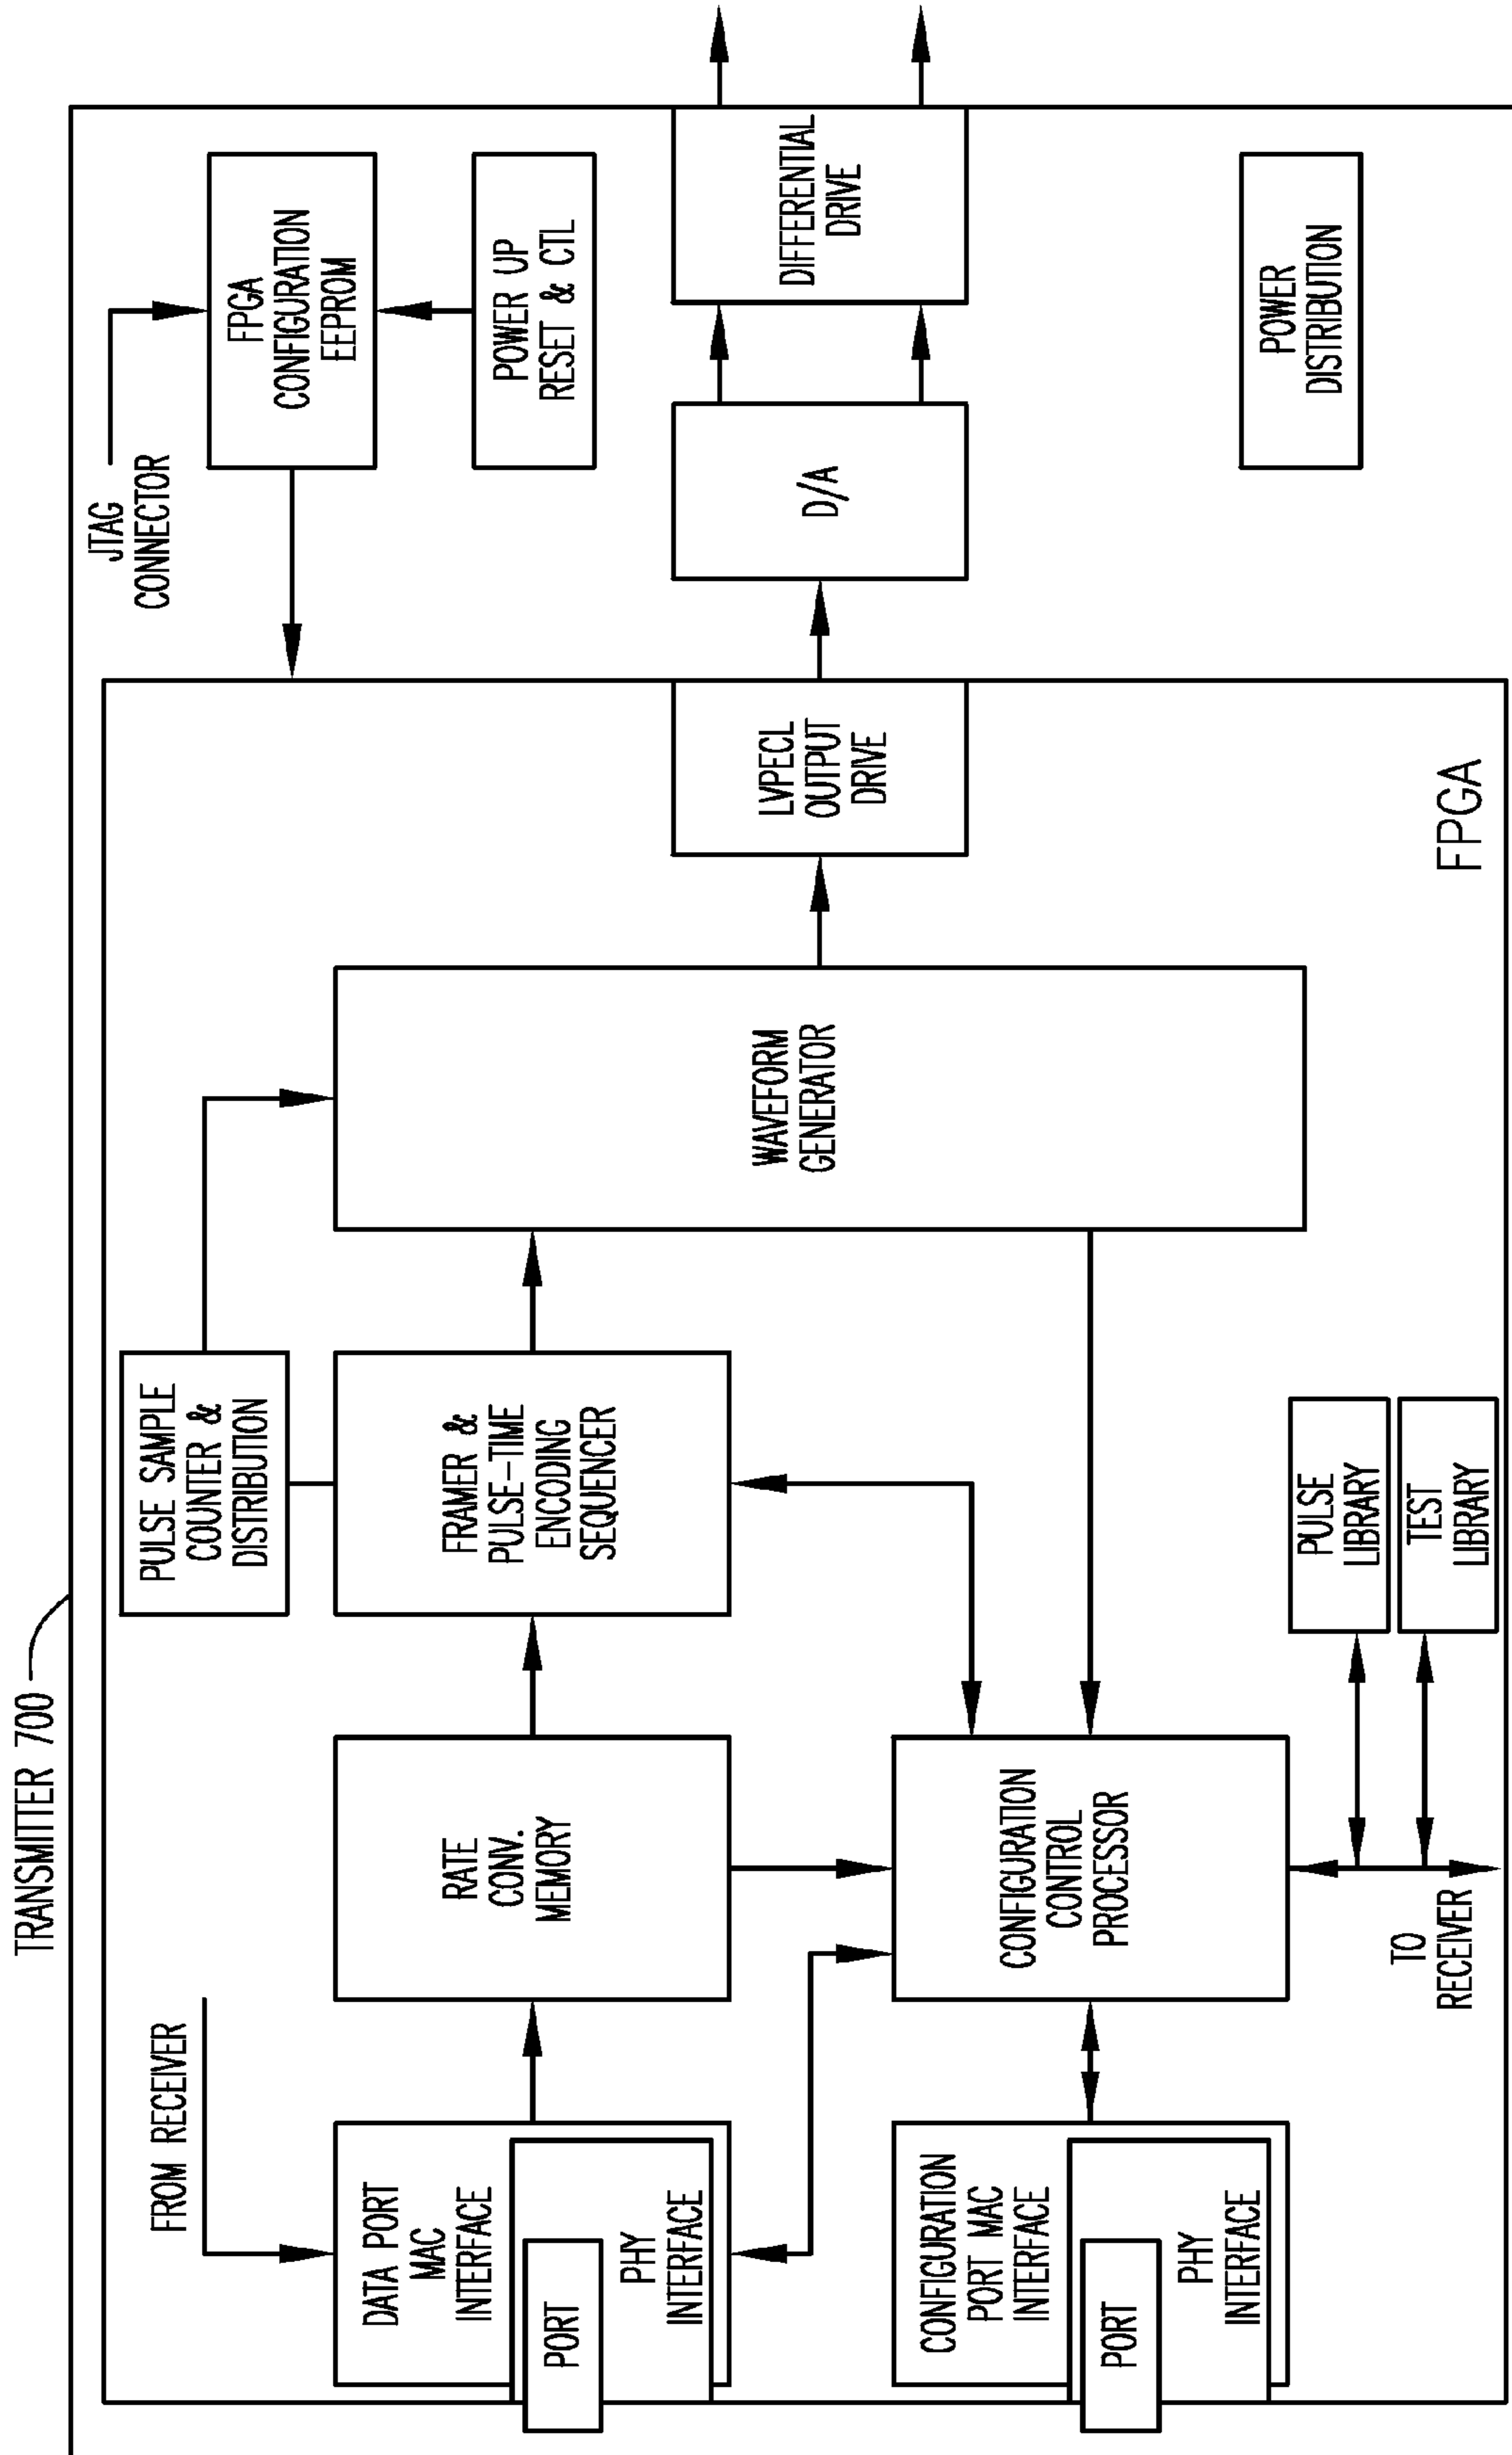 TRANSMITTER 700
FROM RECEIVER
DATA PORT
MAC
INTERFACE
PORT
PHY
INTERFACE
CONFIGURATION
PORT MAC
INTERFACE
PORT
PHY
INTERFACE
RATE
CONV.
MEMORY
CONFIGURATION
CONTROL
PROCESSOR
TO
RECEIVER
PULSE SAMPLE
COUNTER &
DISTRIBUTION
FRAMER &
PULSE-TIME
ENCODING
SEQUENCER
PULSE
LIBRARY
TEST
LIBRARY
WAVEFORM
GENERATOR
LVPECL
OUTPUT
DRIVE
FPGA
JTAG
CONNECTOR
FPGA
CONFIGURATION
EEPROM
POWER UP
RESET & CTL
D/A
DIFFERENTIAL
DRIVE
POWER
DISTRIBUTION